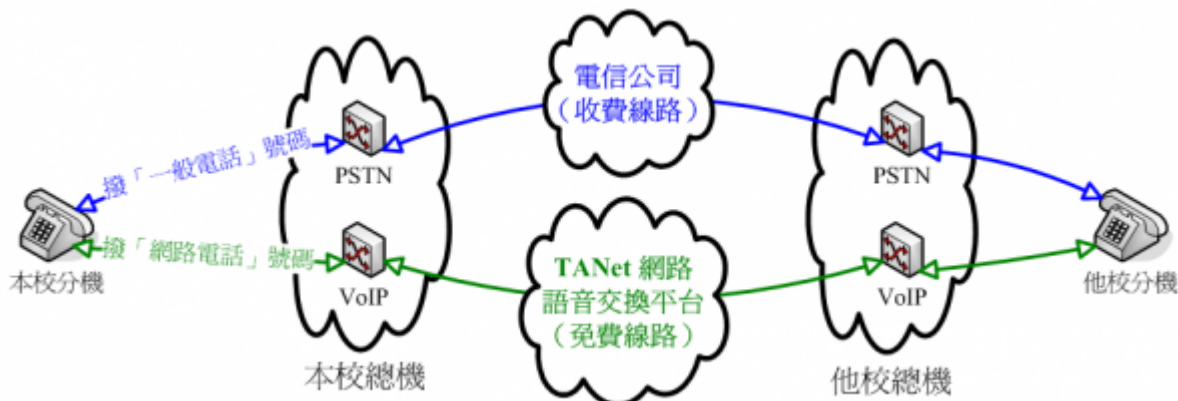 電信公司
（收費線路）
撥「一般電話」號碼
PSTN
PSTN
撥「網路電話」號碼
本校分機
VoIP
TANet 網路
語音交換平台
（免費線路）
VoIP
他校分機
本校總機
他校總機